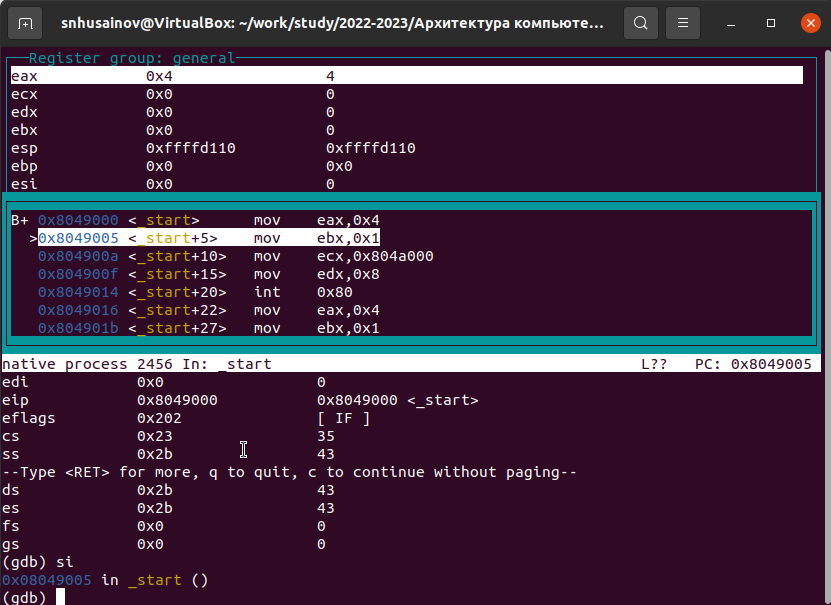 snhusainov@VirtualBox: ~/work/study/2022-2023/Архитектура компьюте...
Register group: general
eax 0x4 4
ecx 0x0 0
edx 0x0 0
ebx 0x0 0
esp 0xffffd110 0xffffd110
ebp 0x0 0x0
esi 0x0 0
B+ 0x8049000 <_start> mov eax,0x4
>0x8049005 <_start+5> mov ebx,0x1
0x804900a <_start+10> mov ecx,0x804a000
0x804900f <_start+15> mov edx,0x8
0x8049014 <_start+20> int 0x80
0x8049016 <_start+22> mov eax,0x4
0x804901b <_start+27> mov ebx,0x1
native process 2456 In: _start L?? PC: 0x8049005
edi 0x0 0
eip 0x8049000 0x8049000 <_start>
eflags 0x202 [ IF ]
cs 0x23 35
ss 0x2b 43
--Type <RET> for more, q to quit, c to continue without paging--
ds 0x2b 43
es 0x2b 43
fs 0x0 0
gs 0x0 0
(gdb) si
0x08049005 in _start ()
(gdb)